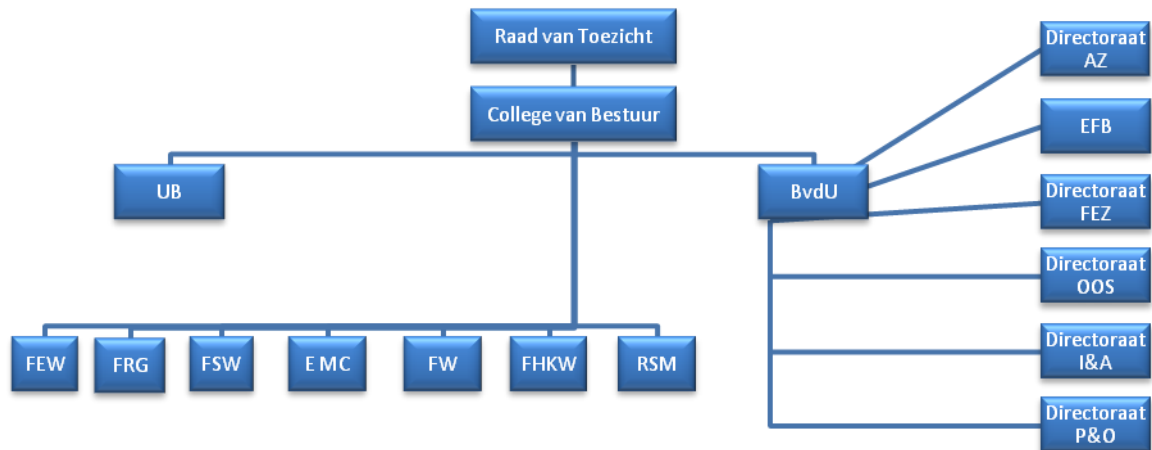 Raad van Toezicht
College van Bestuur
UB
BvdU
Directoraat
AZ
EFB
Directoraat
FEZ
Directoraat
OOS
Directoraat
I&A
Directoraat
P&O
FEW
FRG
FSW
E MC
FW
FHKW
RSM